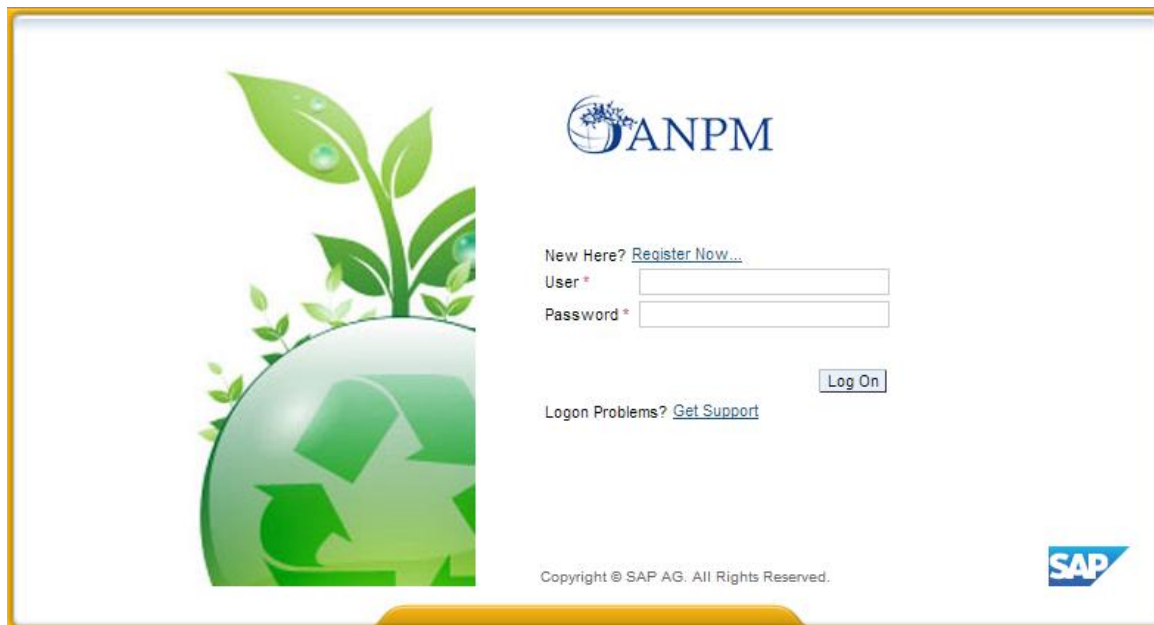 ANPM
New Here? Register Now...
User *
Password *
Log On
Logon Problems? Get Support
Copyright © SAP AG. All Rights Reserved.
SAP